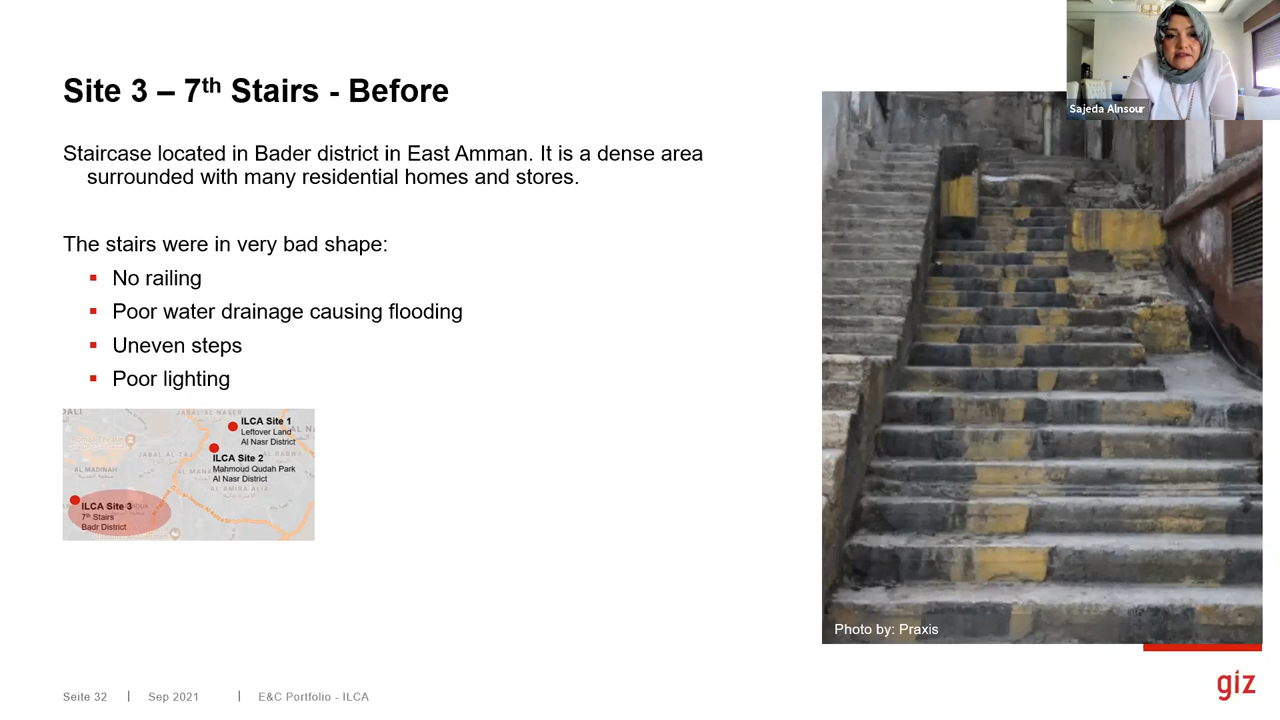 Sajeda Alnsour
Site 3 – 7th Stairs - Before
Staircase located in Bader district in East Amman. It is a dense area
surrounded with many residential homes and stores.
The stairs were in very bad shape:
▪ No railing
▪ Poor water drainage causing flooding
▪ Uneven steps
▪ Poor lighting
JABAL AL NASER
ILCA Site 1
Leftover Land
Al Nasr District
ILCA Site 2
Mahmoud Qudah Park
Al Nasr District
AL MADINAH
JABAL AL TAJ
AL AMIRA ALIA
ILCA Site 3
7th Stairs
Badr District
Photo by: Praxis
Seite 32 | Sep 2021 | E&C Portfolio - ILCA
giz